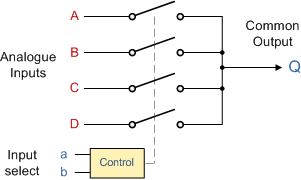 A
Common
Output
Analogue
Inputs
B
Q
C
D
Input
select
a
b
Control